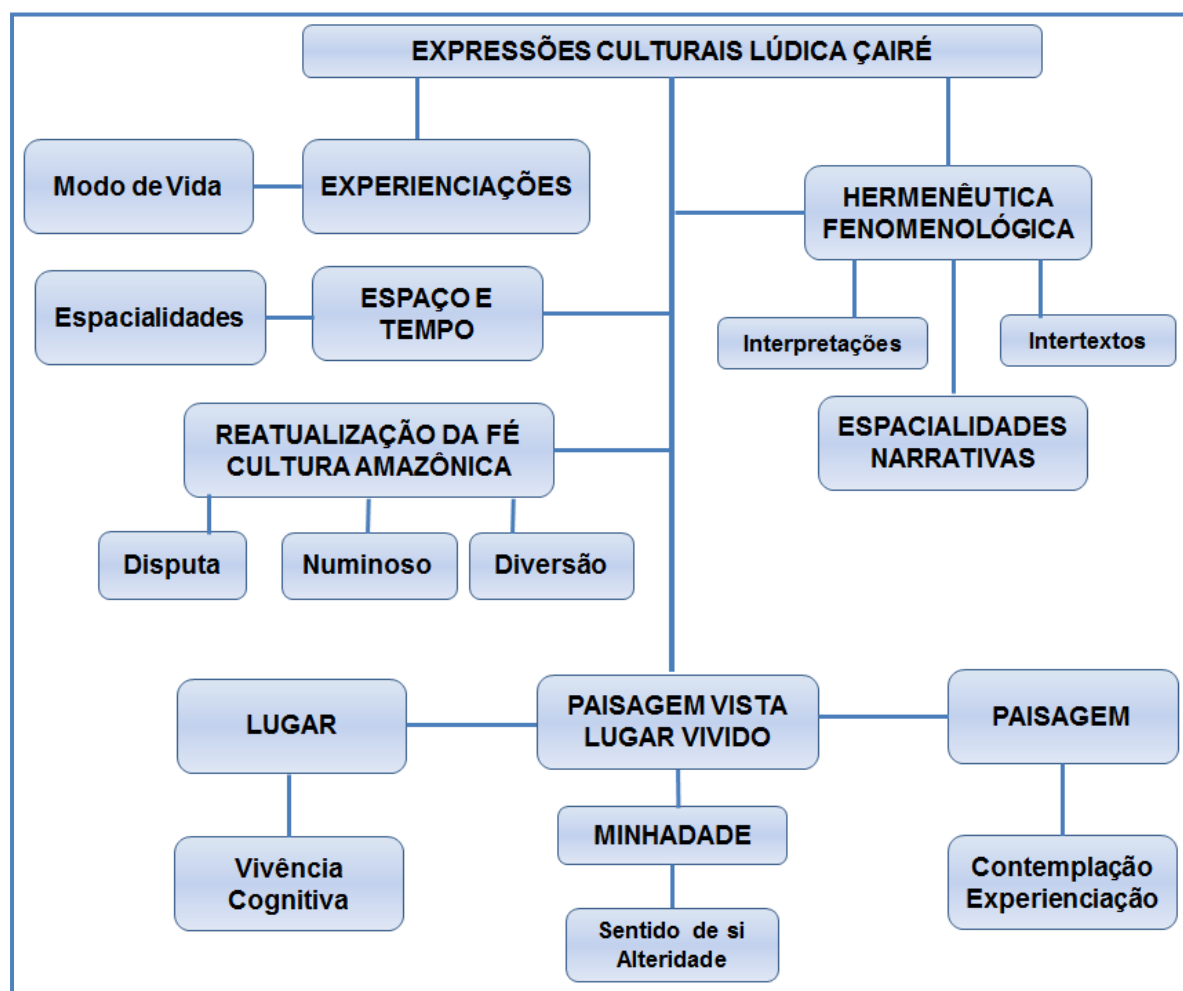 EXPRESSÕES CULTURAIS LÚDICA ÇAIRÉ
Modo de Vida
EXPERIENCIAÇÕES
HERMENÊUTICA
FENOMENOLÓGICA
Espacialidades
ESPAÇO E
TEMPO
Interpretações
Intertextos
ESPACIALIDADES
NARRATIVAS
REATUALIZAÇÃO DA FÉ
CULTURA AMAZÔNICA
Disputa
Numinoso
Diversão
LUGAR
PAISAGEM VISTA
LUGAR VIVIDO
PAISAGEM
MINHADADE
Vivência
Cognitiva
Contemplação
Experienciação
Sentido de si
Alteridade